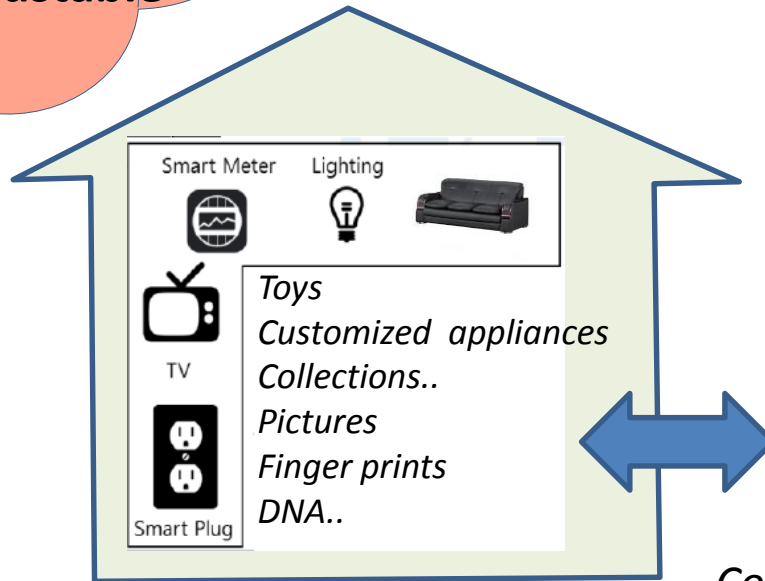 Smart Meter Lighting
Toys
Customized appliances
TV
Collections..
Pictures
Finger prints
DNA..
Smart Plug